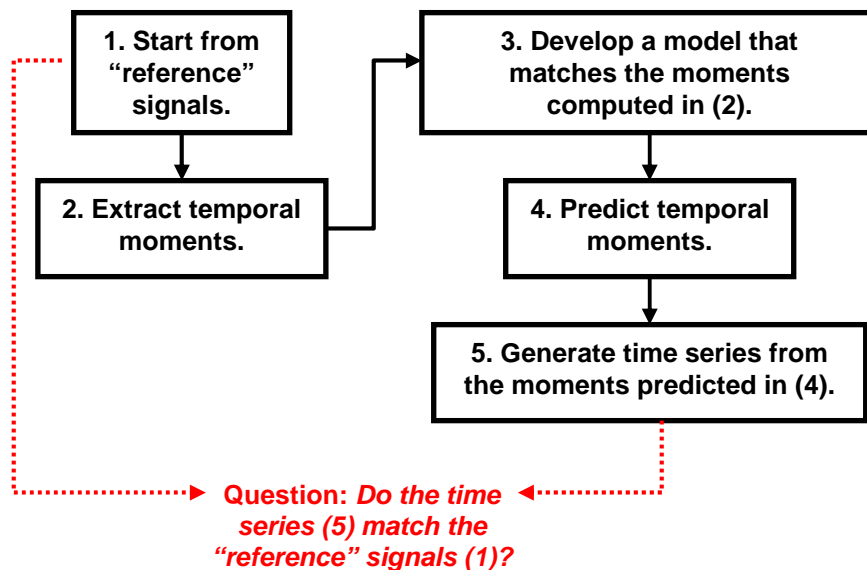 1. Start from
“reference”
signals.
2. Extract temporal
moments.
3. Develop a model that
matches the moments
computed in (2).
4. Predict temporal
moments.
5. Generate time series from
the moments predicted in (4).
Question: Do the time
series (5) match the
“reference” signals (1)?